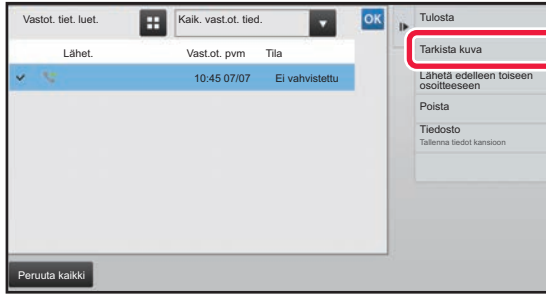 Vastot. tiet. luet.
Kaik. vast.ot. tied.
OK
Lähet.
Vast.ot. pvm
Tila
10:45 07/07
Ei vahvistettu
Peruuta kaikki
Tulosta
Tarkista kuva
Lähetä edelleen toiseen
osoitteeseen
Poista
Tiedosto
Tallenna tiedot kansioon